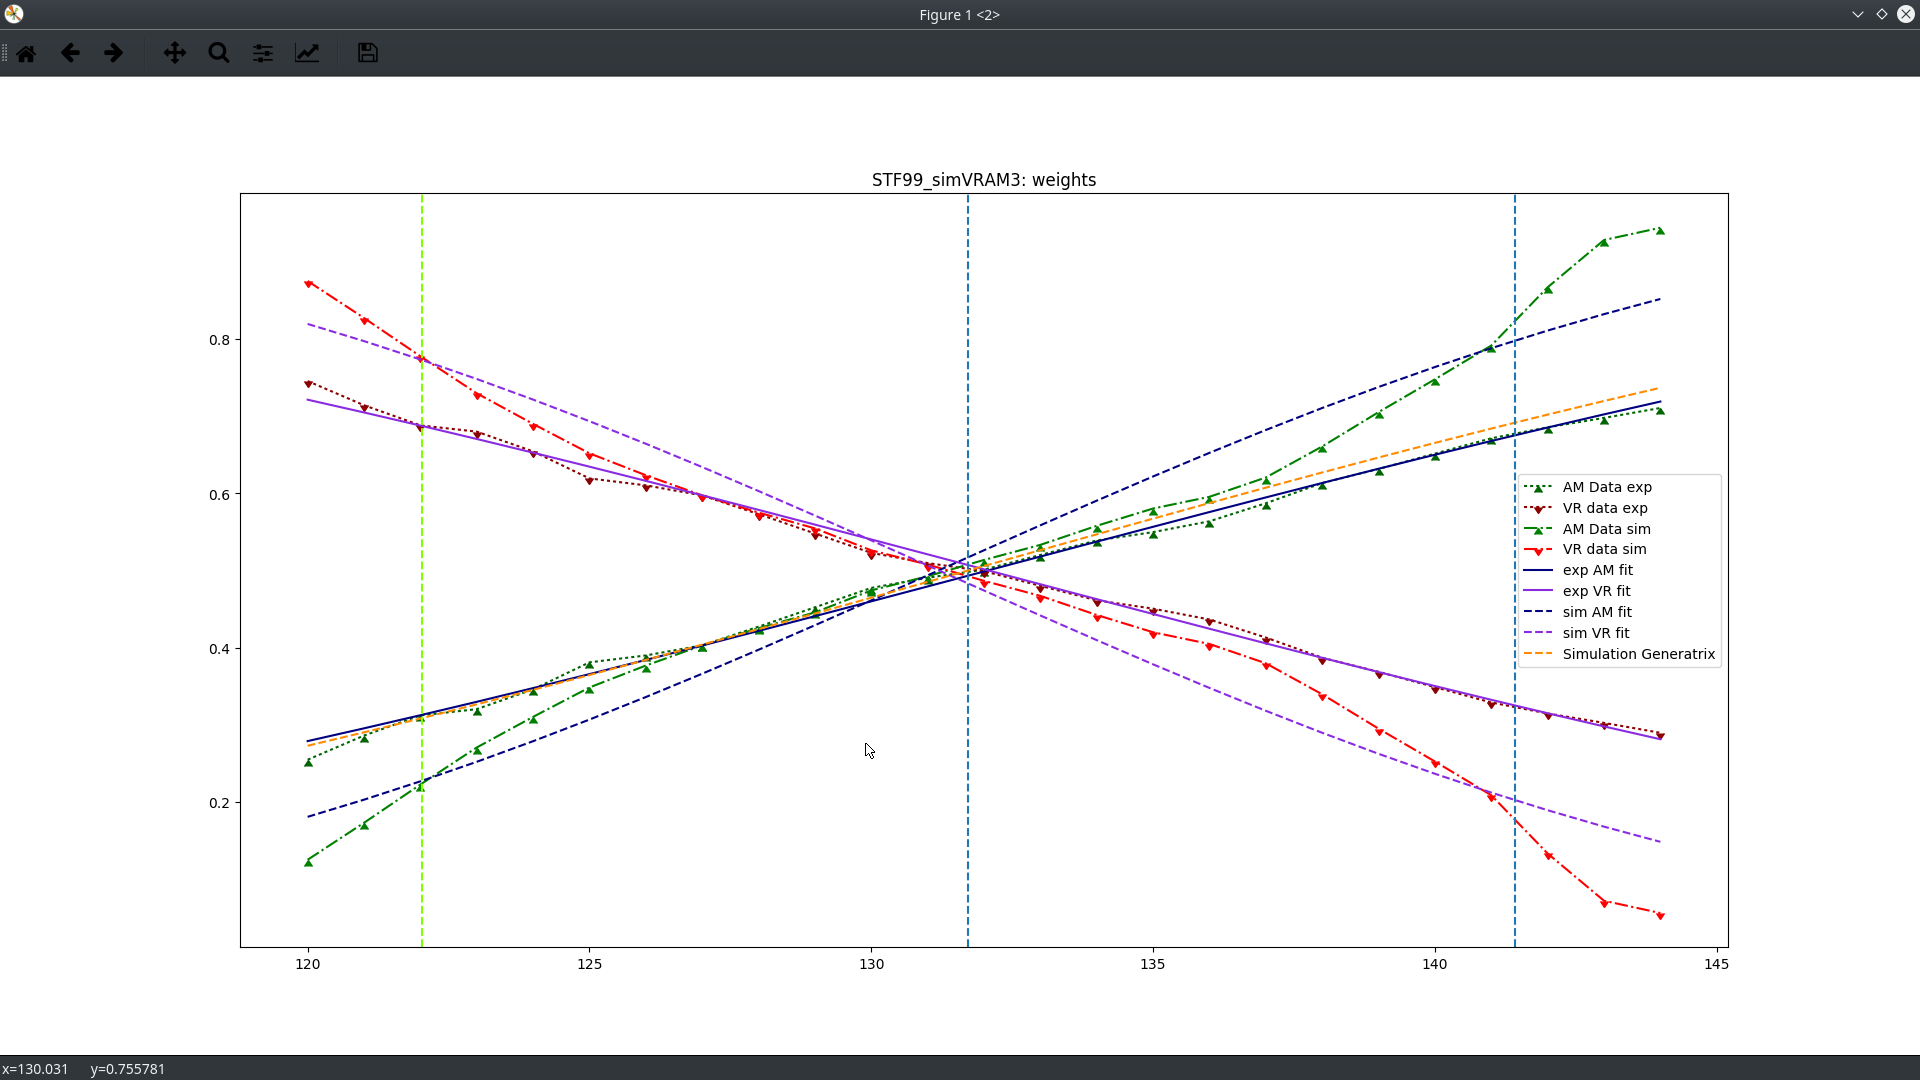 Figure 1 <2>
STF99_simVRAM3: weights
0.8
0.6
0.4
0.2
120 125 130 135 140 145
AM Data exp
VR data exp
AM Data sim
VR data sim
exp AM fit
exp VR fit
sim AM fit
sim VR fit
Simulation Generatrix
x=130.031 y=0.755781